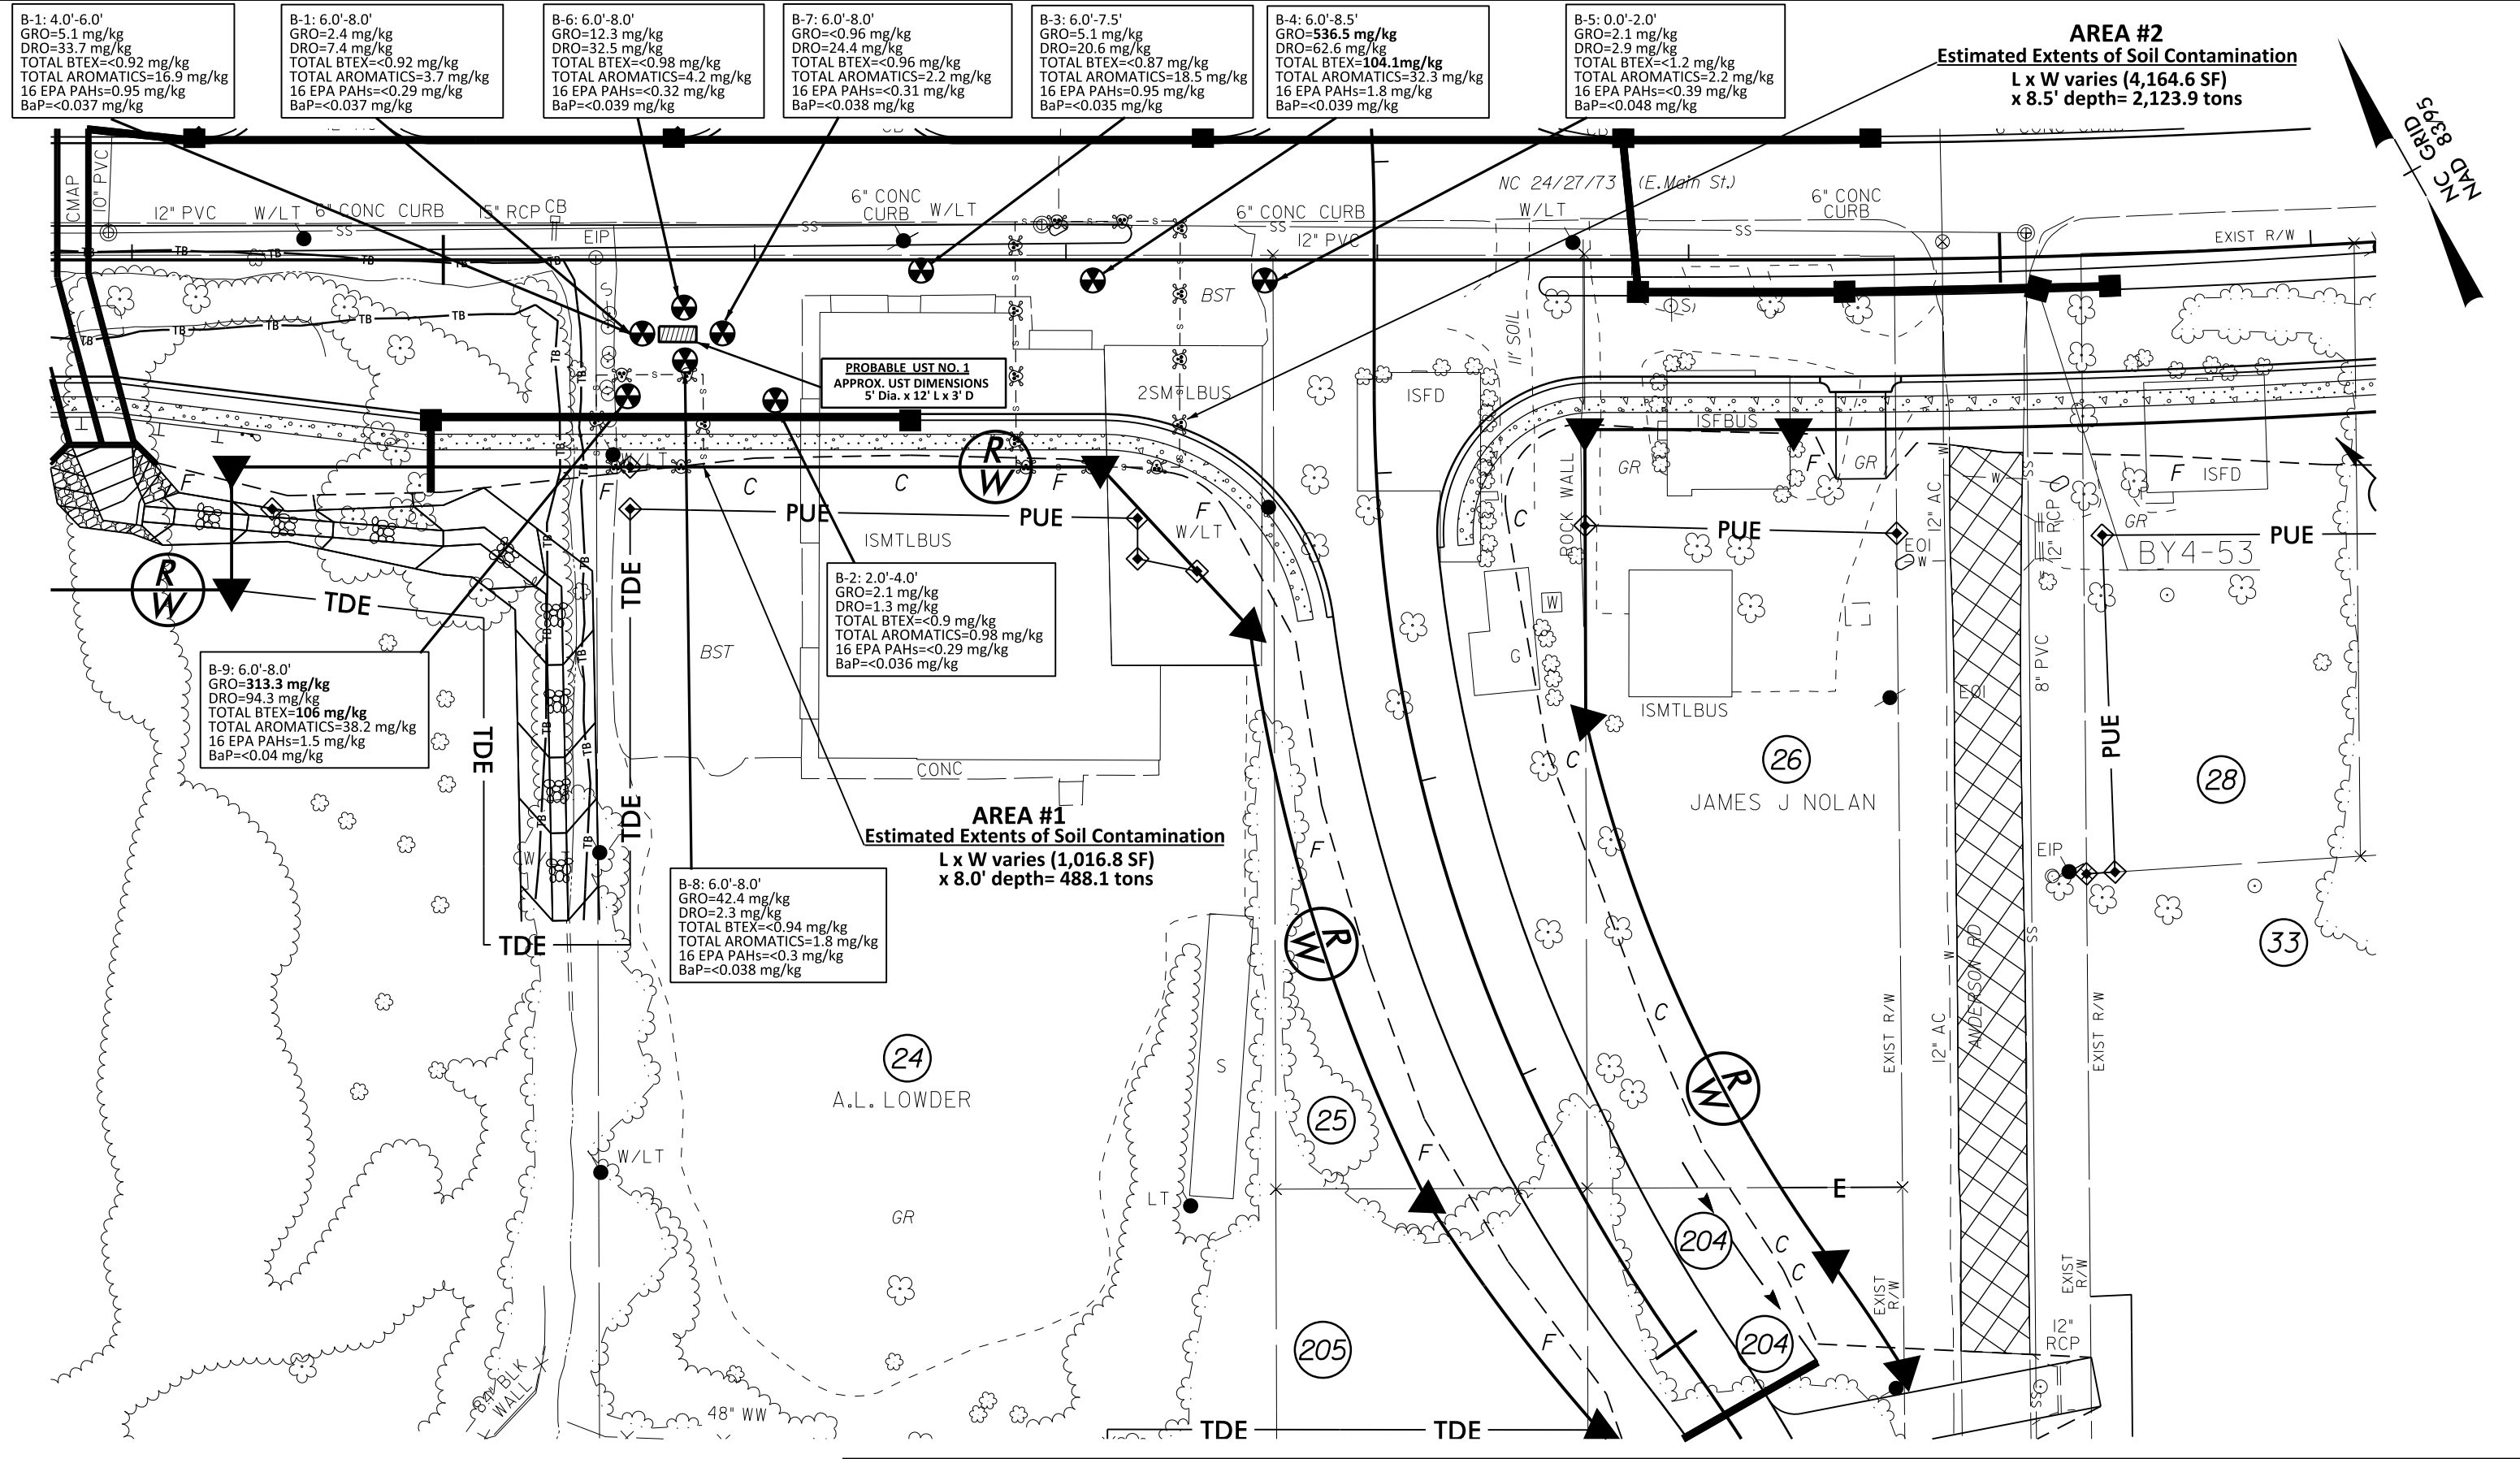 B-1: 4.0'-6.0'
GRO=5.1 mg/kg
DRO=33.7 mg/kg
TOTAL BTEX=<0.92 mg/kg
TOTAL AROMATICS=16.9 mg/kg
16 EPA PAHs=0.95 mg/kg
BaP=<0.037 mg/kg
B-1: 6.0'-8.0'
GRO=2.4 mg/kg
DRO=7.4 mg/kg
TOTAL BTEX=<0.92 mg/kg
TOTAL AROMATICS=3.7 mg/kg
16 EPA PAHs=<0.29 mg/kg
BaP=<0.037 mg/kg
B-6: 6.0'-8.0'
GRO=12.3 mg/kg
DRO=32.5 mg/kg
TOTAL BTEX=<0.98 mg/kg
TOTAL AROMATICS=4.2 mg/kg
16 EPA PAHs=<0.32 mg/kg
BaP=<0.039 mg/kg
B-7: 6.0'-8.0'
GRO=<0.96 mg/kg
DRO=24.4 mg/kg
TOTAL BTEX=<0.96 mg/kg
TOTAL AROMATICS=2.2 mg/kg
16 EPA PAHs=<0.31 mg/kg
BaP=<0.038 mg/kg
B-3: 6.0'-7.5'
GRO=5.1 mg/kg
DRO=20.6 mg/kg
TOTAL BTEX=<0.87 mg/kg
TOTAL AROMATICS=18.5 mg/kg
16 EPA PAHs=0.95 mg/kg
BaP=<0.035 mg/kg
B-4: 6.0'-8.5'
GRO=536.5 mg/kg
DRO=62.6 mg/kg
TOTAL BTEX=104.1mg/kg
TOTAL AROMATICS=32.3 mg/kg
16 EPA PAHs=1.8 mg/kg
BaP=<0.039 mg/kg
B-5: 0.0'-2.0'
GRO=2.1 mg/kg
DRO=2.9 mg/kg
TOTAL BTEX=<1.2 mg/kg
TOTAL AROMATICS=2.2 mg/kg
16 EPA PAHs=<0.39 mg/kg
BaP=<0.048 mg/kg
AREA #2
Estimated Extents of Soil Contamination
L x W varies (4,164.6 SF)
x 8.5' depth= 2,123.9 tons
NC GRID
NAD 83/95
CMAP
10" PVC
12" PVC
W/LT
6" CONC CURB
15" RCP
CB
SS
EIP
6" CONC
CURB
W/LT
SS
6" CONC CURB
12" PVC
NC 24/27/73 (E.Main St.)
W/LT
6" CONC
CURB
SS
EXIST R/W
BST
11' SOIL
PROBABLE UST NO. 1
APPROX. UST DIMENSIONS
5' Dia. x 12' L x 3' D
2SMTLBUS
ISFD
ISFBUS
GR
GR
F
ISFD
GR
F
C
C
R
W
F
F
W/LT
ROCK WALL
12" AC
12" RCP
PUE
PUE
PUE
PUE
BY4-53
EOI
W
ISMTLBUS
TDE
TDE
R
W
BST
B-2: 2.0'-4.0'
GRO=2.1 mg/kg
DRO=1.3 mg/kg
TOTAL BTEX=<0.9 mg/kg
TOTAL AROMATICS=0.98 mg/kg
16 EPA PAHs=<0.29 mg/kg
BaP=<0.036 mg/kg
B-9: 6.0'-8.0'
GRO=313.3 mg/kg
DRO=94.3 mg/kg
TOTAL BTEX=106 mg/kg
TOTAL AROMATICS=38.2 mg/kg
16 EPA PAHs=1.5 mg/kg
BaP=<0.04 mg/kg
TDE
TDE
TDE
CONC
G
W
ISMTLBUS
EOI
8" PVC
PUE
26
JAMES J NOLAN
28
EIP
33
AREA #1
Estimated Extents of Soil Contamination
L x W varies (1,016.8 SF)
x 8.0' depth= 488.1 tons
B-8: 6.0'-8.0'
GRO=42.4 mg/kg
DRO=2.3 mg/kg
TOTAL BTEX=<0.94 mg/kg
TOTAL AROMATICS=1.8 mg/kg
16 EPA PAHs=<0.3 mg/kg
BaP=<0.038 mg/kg
R
W
24
A.L. LOWDER
S
25
R
W
EXIST R/W
12" AC
ANDERSON RD
EXIST R/W
W/LT
LT
GR
F
E
204
C
C
204
205
F
EXIST
R/W
EXIST
R/W
12"
RCP
84" BLK
WALL
48" WW
TDE
TDE